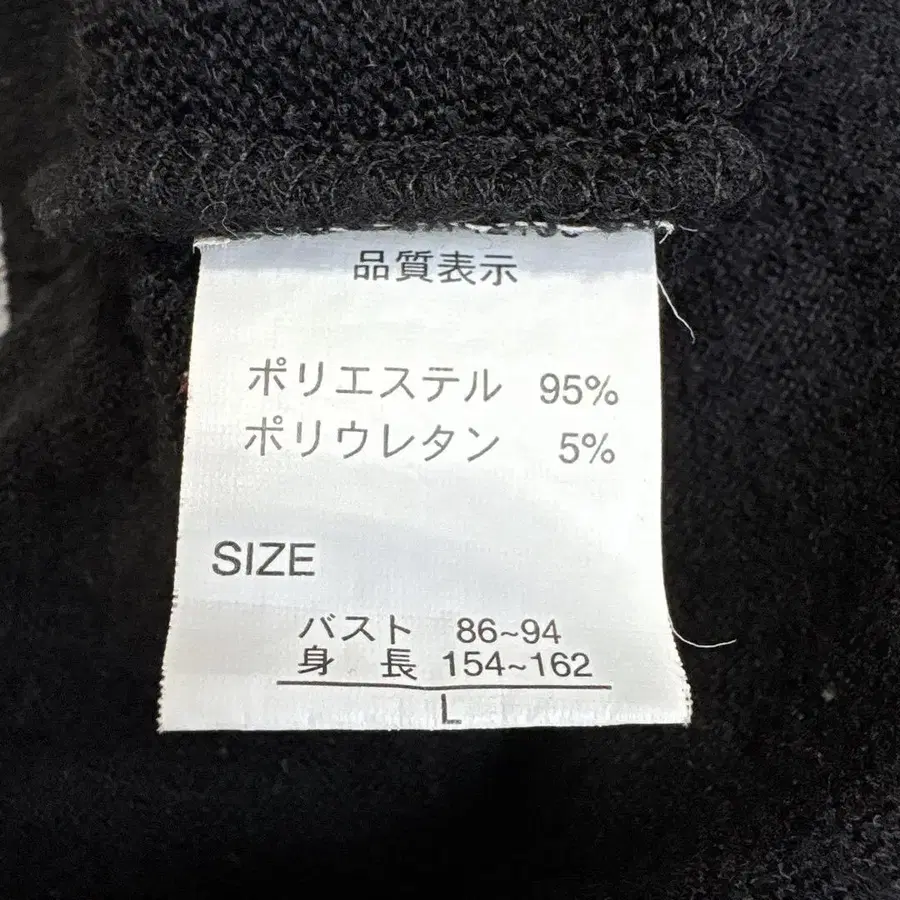 品質表示
ポリエステル 95%
ポリウレタン 5%
SIZE
バスト 86~94
身 長 154~162
L